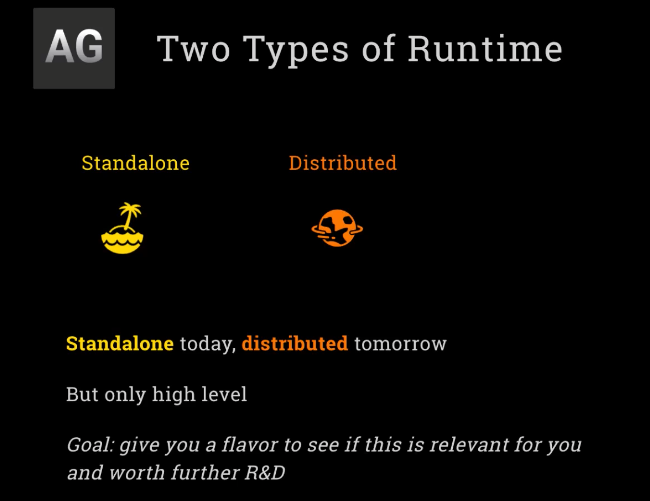 AG
Two Types of Runtime
Standalone
Distributed
Standalone today, distributed tomorrow
But only high level
Goal: give you a flavor to see if this is relevant for you
and worth further R&D